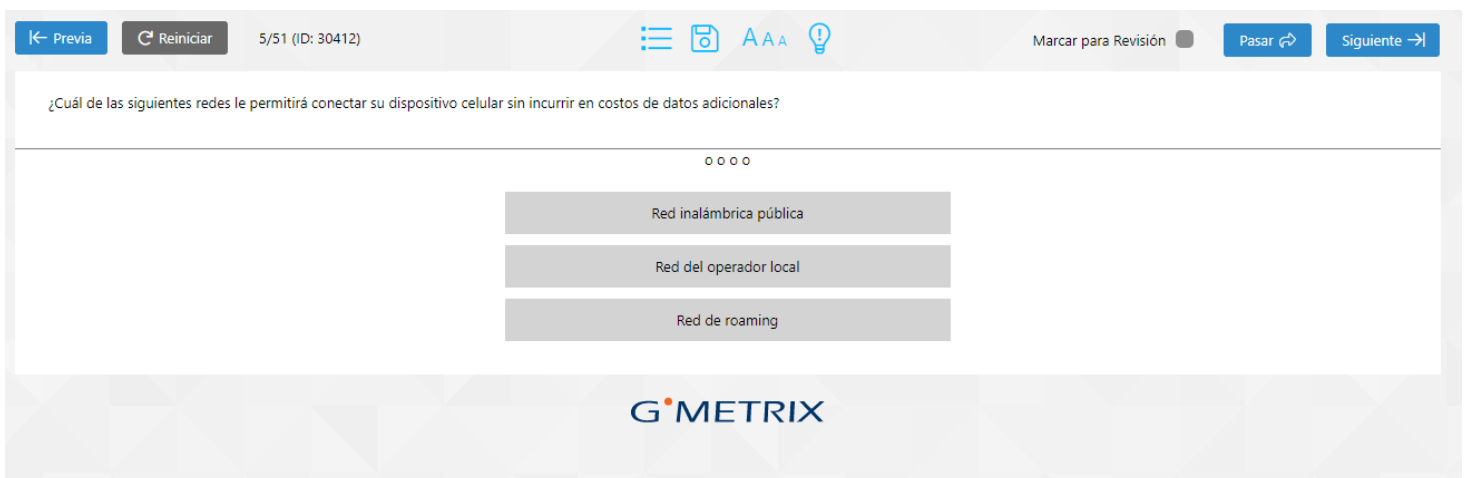 Previa
Reiniciar
5/51 (ID: 30412)
AAA
Marcar para Revisión
Pasar
Siguiente
¿Cuál de las siguientes redes le permitirá conectar su dispositivo celular sin incurrir en costos de datos adicionales?
o o o o
Red inalámbrica pública
Red del operador local
Red de roaming
GMETRIX